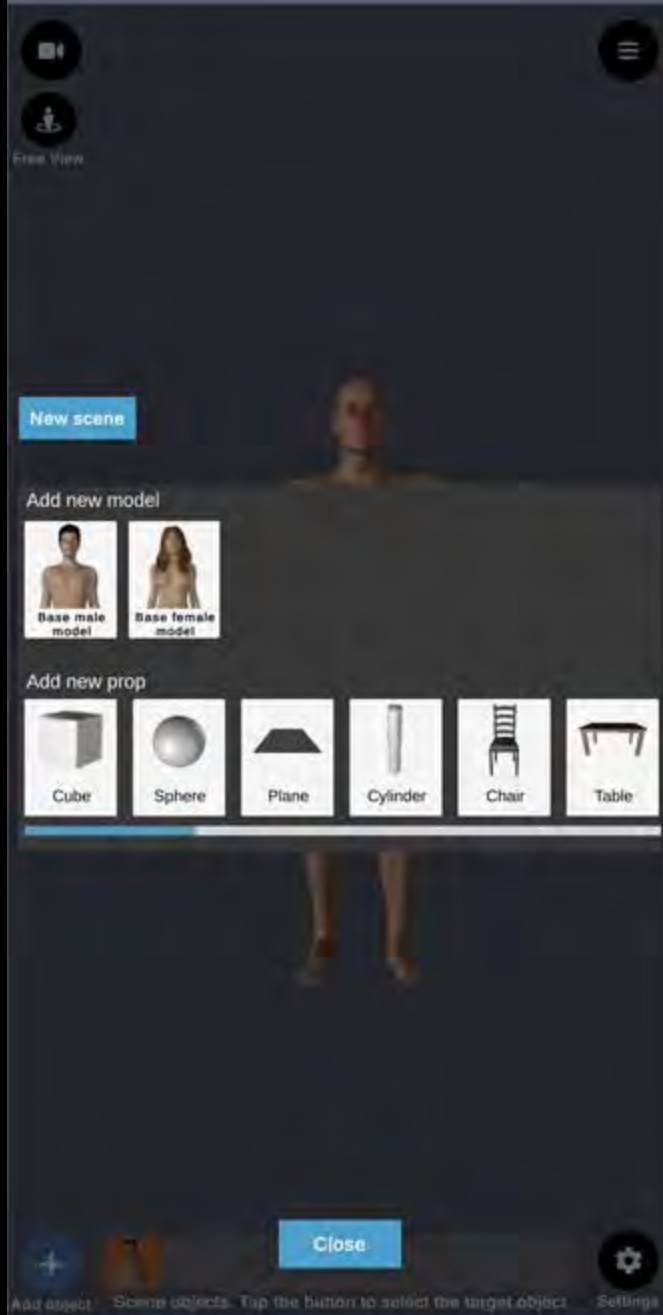 Free View
New scene
Add new model
Base male
model
Base female
model
Add new prop
Cube
Sphere
Plane
Cylinder
Chair
Table
Close
Add object
Scene objects. Tap the button to select the target object.
Settings